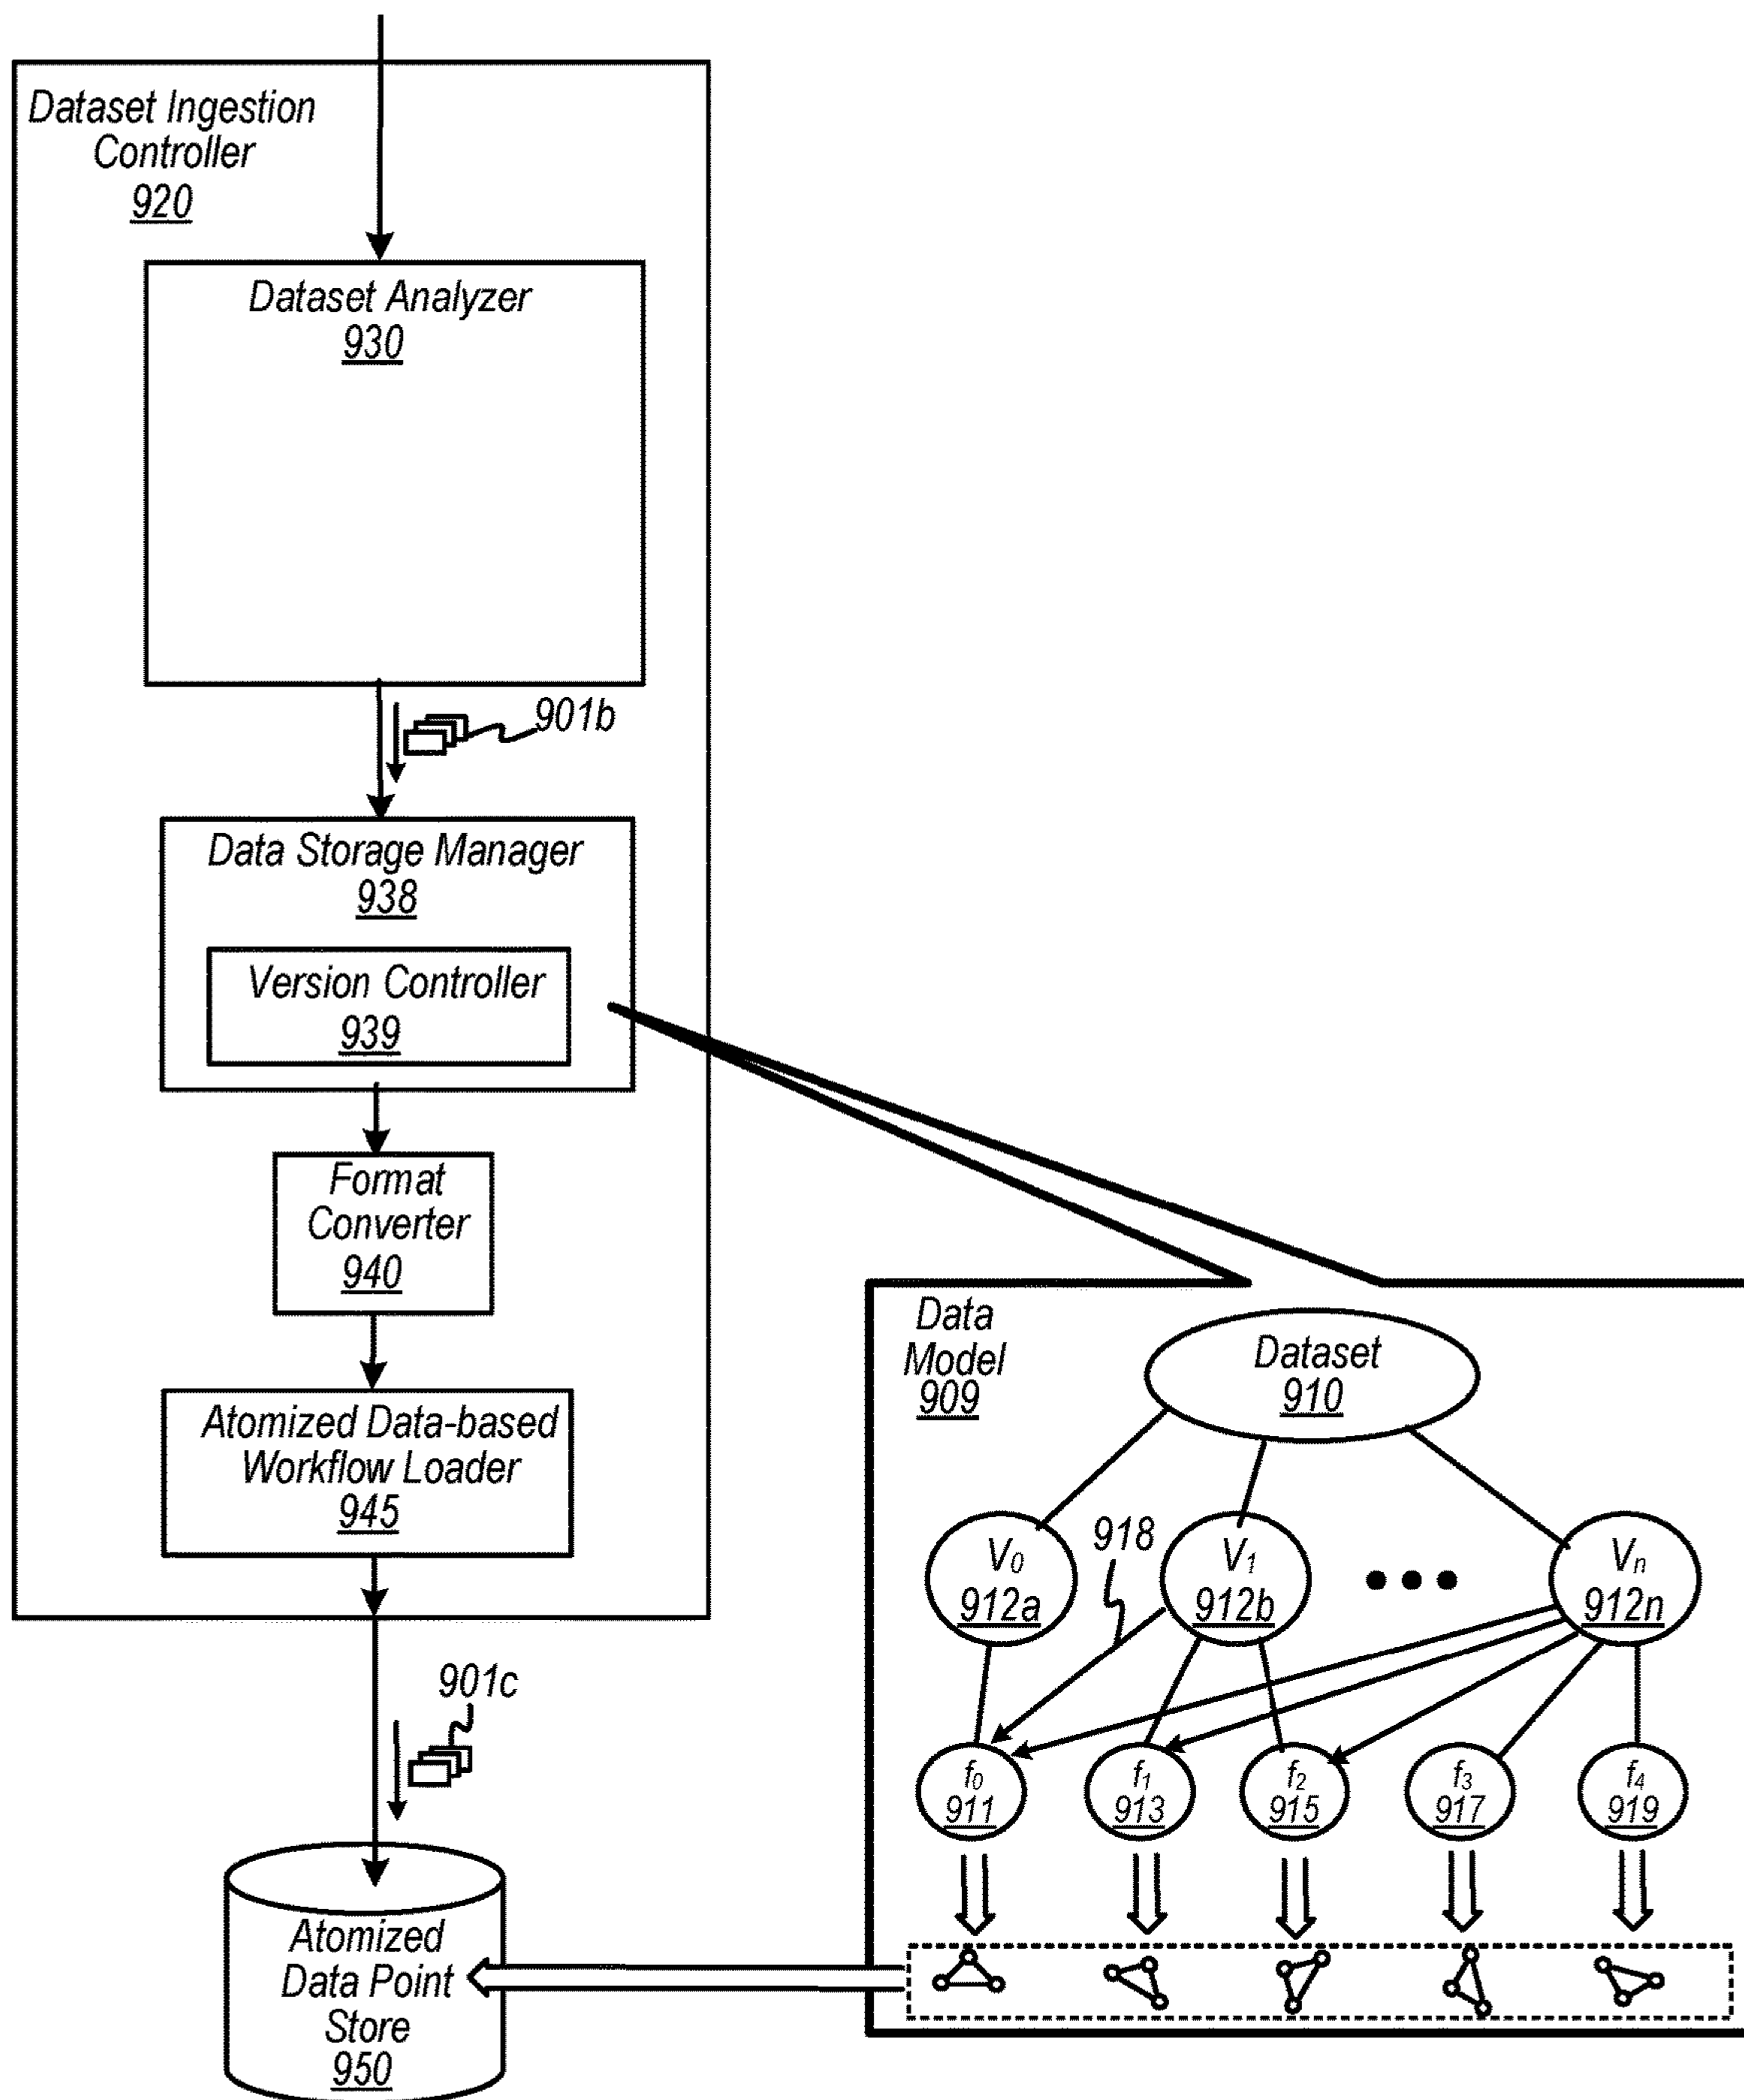 Dataset Ingestion
Controller
920
Dataset Analyzer
930
901b
Data Storage Manager
938
Version Controller
939
Format
Converter
940
Atomized Data-based
Workflow Loader
945
901c
Atomized
Data Point
Store
950
Data
Model
909
Dataset
910
918
V0
912a
V1
912b
Vn
912n
f0
911
f1
913
f2
915
f3
917
f4
919